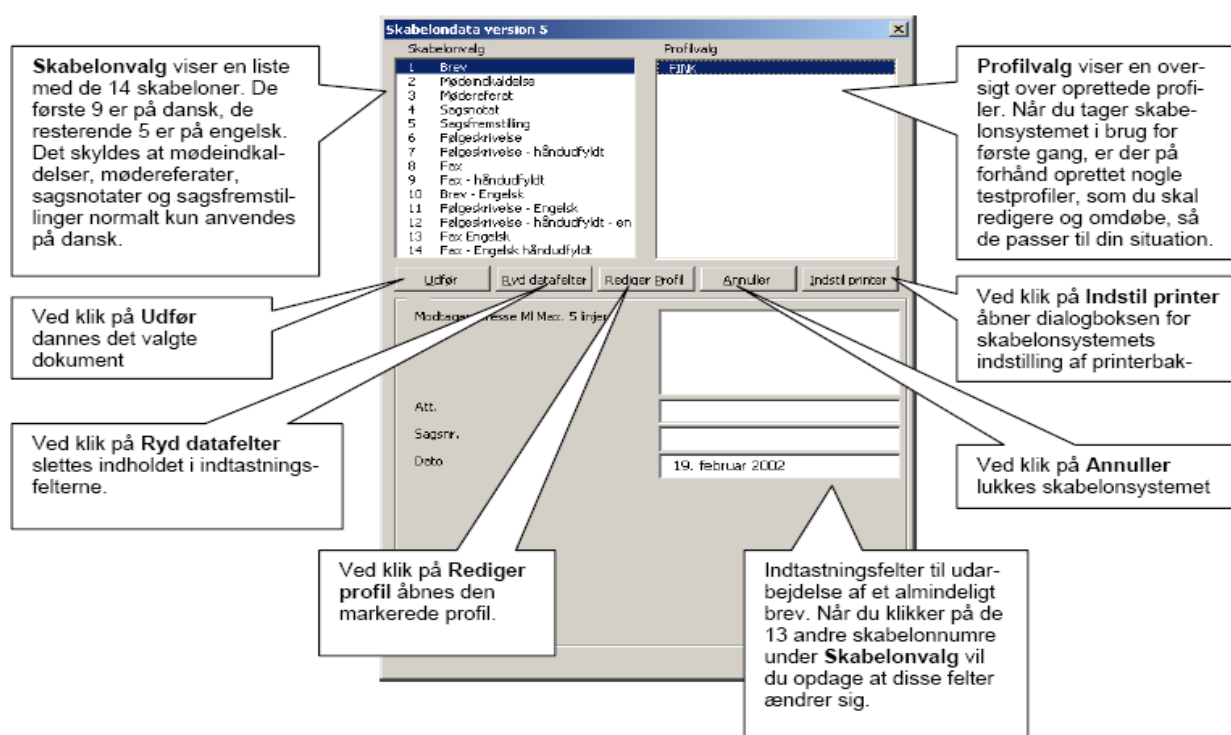 Skabelondata version 5
Skabelonvalg
1 Brev
2 Mødeindkaldelse
3 Mødereferat
4 Sagsnotat
5 Sagsfremstilling
6 Følgeskrivelse
7 Følgeskrivelse - håndudfyldt
8 Fax
9 Fax - håndudfyldt
10 Brev - Engelsk
11 Følgeskrivelse - Engelsk
12 Følgeskrivelse - håndudfyldt - en
13 Fax Engelsk
14 Fax - Engelsk håndudfyldt
Profilvalg
FINK
Udfør
Ryd datafelter
Rediger Profil
Annuller
Indstil printer
Modtageradresse Ml Max. 5 linjer
Att.
Sagsnr.
Dato
19. februar 2002
Skabelonvalg viser en liste
med de 14 skabeloner. De
første 9 er på dansk, de
resterende 5 er på engelsk.
Det skyldes at mødeindkal-
delser, mødereferater,
sagsnotater og sagsfremstil-
linger normalt kun anvendes
på dansk.
Ved klik på Udfør
dannes det valgte
dokument
Ved klik på Ryd datafelter
slettes indholdet i indtastnings-
felterne.
Ved klik på Rediger
profil åbnes den
markerede profil.
Profilvalg viser en over-
sigt over oprettede profi-
ler. Når du tager skabe-
lonsystemet i brug for
første gang, er der på
forhånd oprettet nogle
testprofiler, som du skal
redigere og omdøbe, så
de passer til din situation.
Ved klik på Indstil printer
åbner dialogboksen for
skabelonsystemets
indstilling af printerbak-
Ved klik på Annuller
lukkes skabelonsystemet
Indtastningsfelter til udar-
bejdelse af et almindeligt
brev. Når du klikker på de
13 andre skabelonnumre
under Skabelonvalg vil
du opdage at disse felter
ændrer sig.